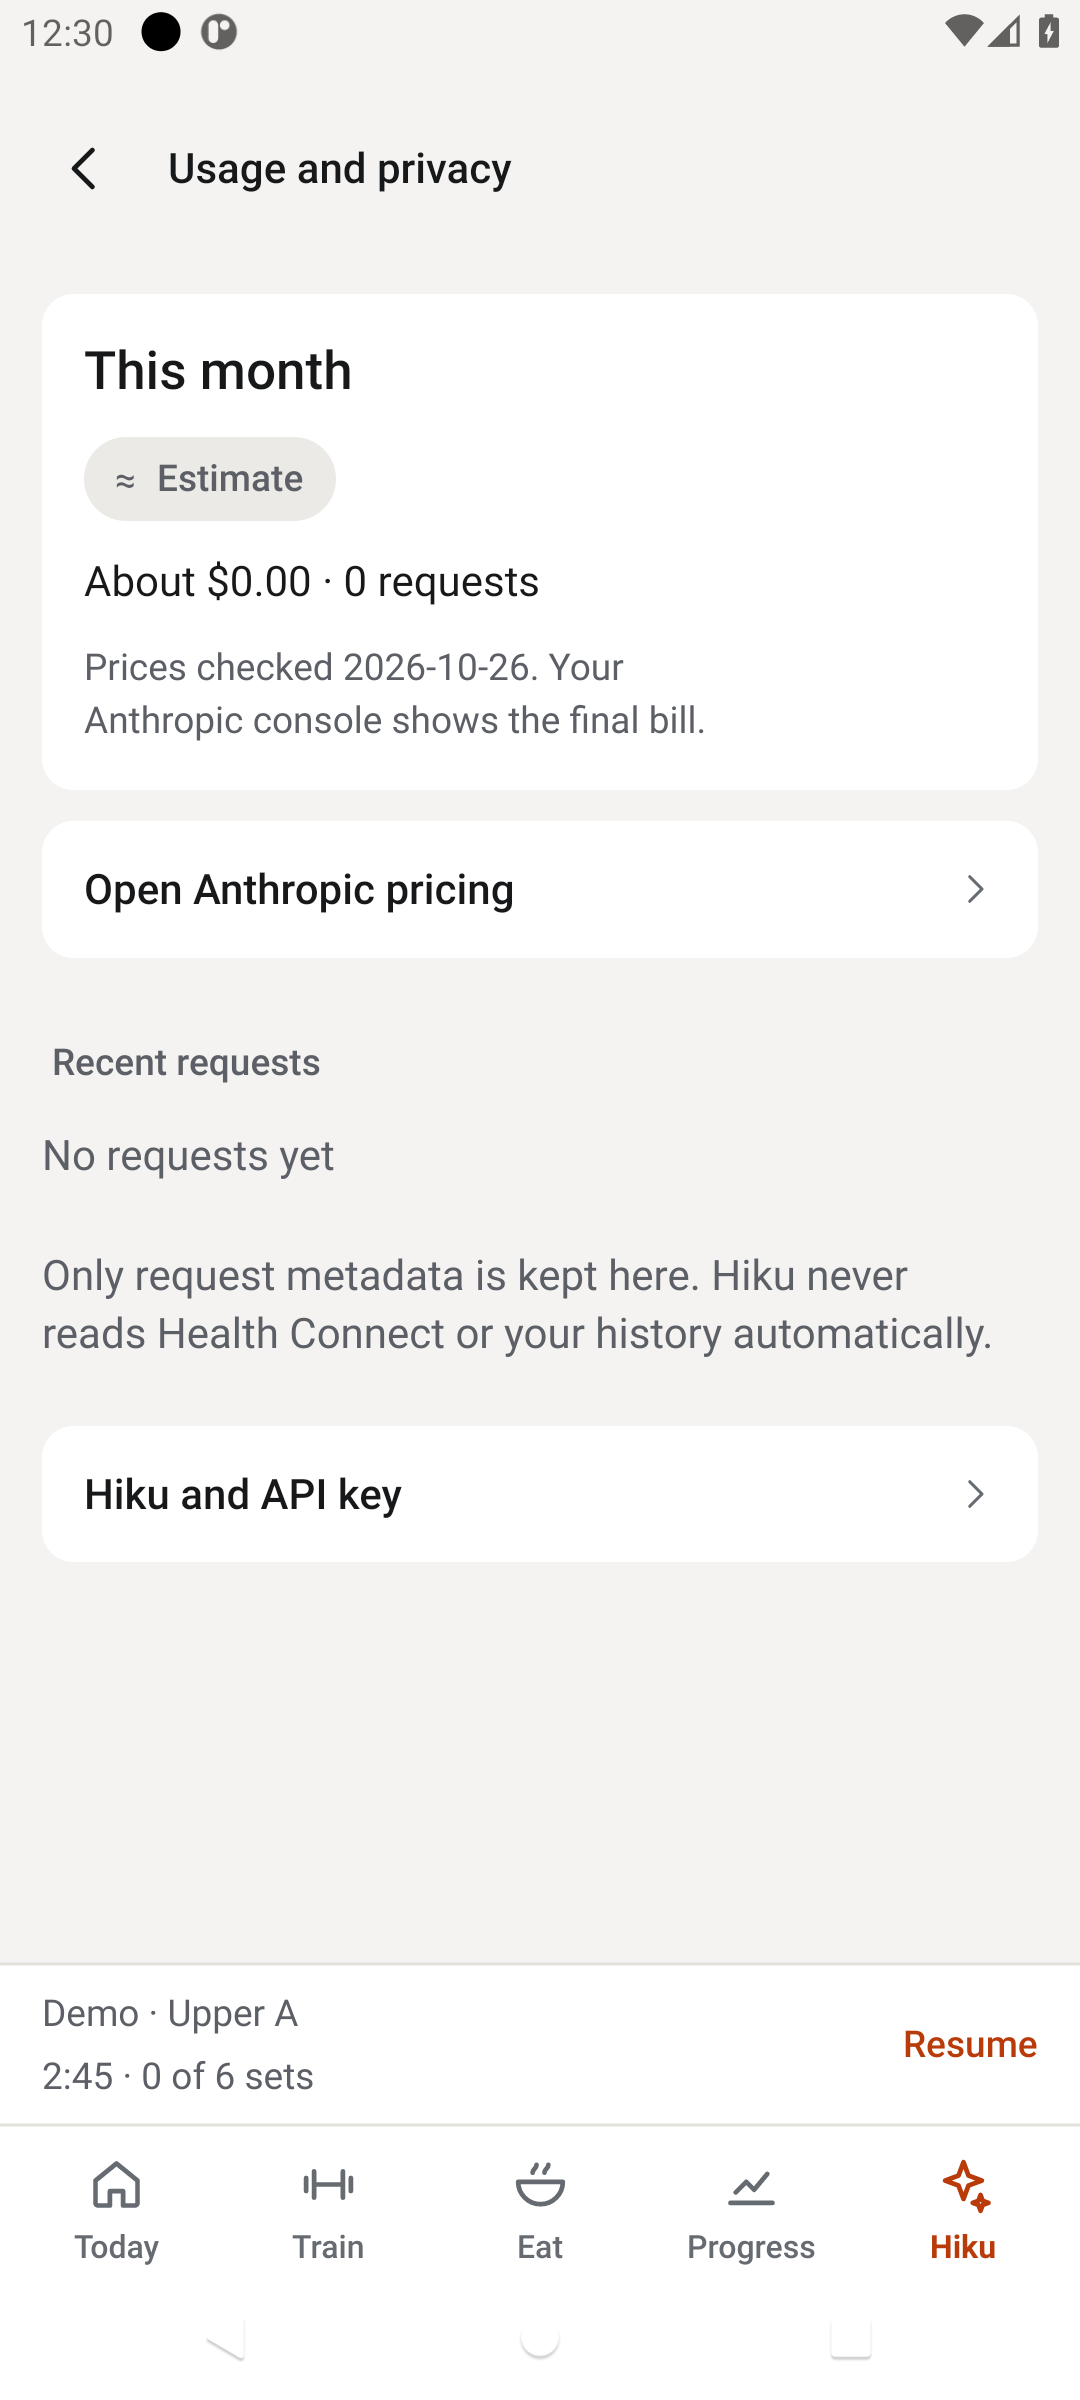 12:30
Usage and privacy
This month
≈ Estimate
About $0.00 · 0 requests
Prices checked 2026-10-26. Your
Anthropic console shows the final bill.
Open Anthropic pricing
Recent requests
No requests yet
Only request metadata is kept here. Hiku never
reads Health Connect or your history automatically.
Hiku and API key
Demo · Upper A
2:45 · 0 of 6 sets
Resume
Today
Train
Eat
Progress
Hiku